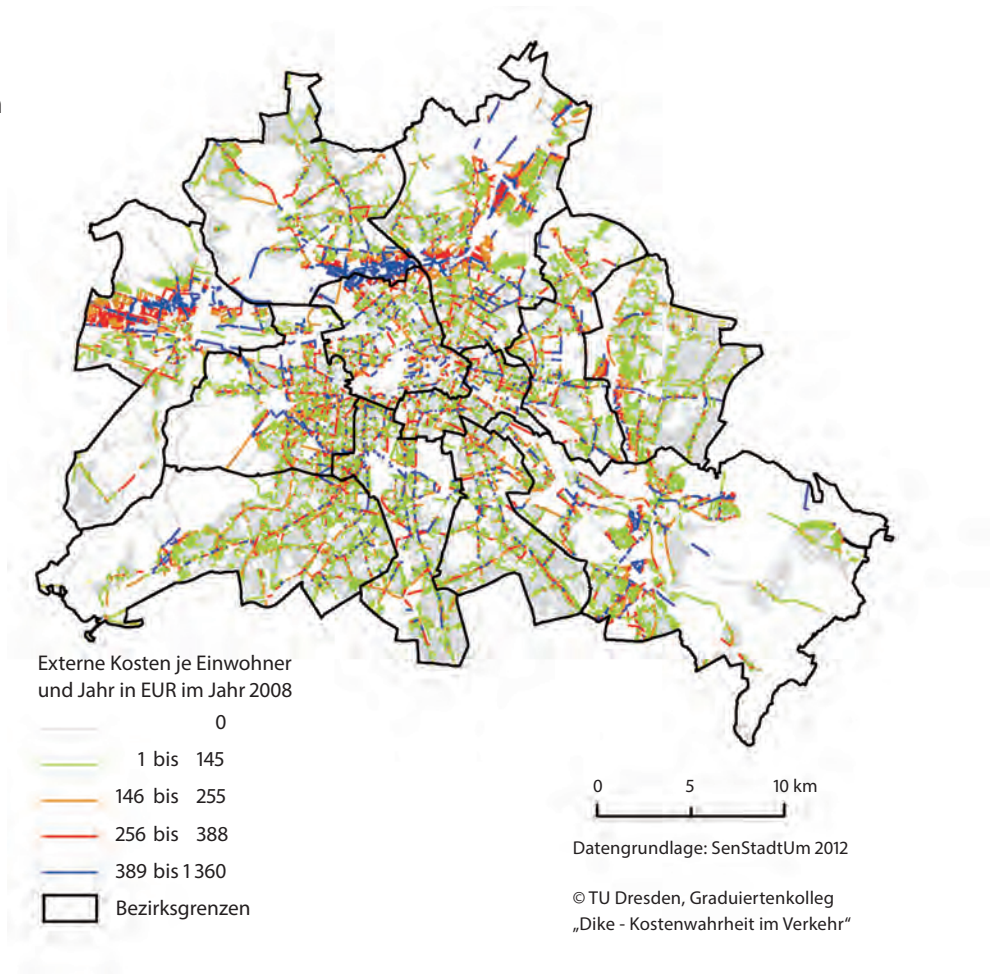 Externe Kosten je Einwohner
und Jahr in EUR im Jahr 2008
0
1 bis 145
146 bis 255
256 bis 388
389 bis 1 360
Bezirksgrenzen
0 5 10 km
Datengrundlage: SenStadtUm 2012
© TU Dresden, Graduiertenkolleg
„Dike - Kostenwahrheit im Verkehr“